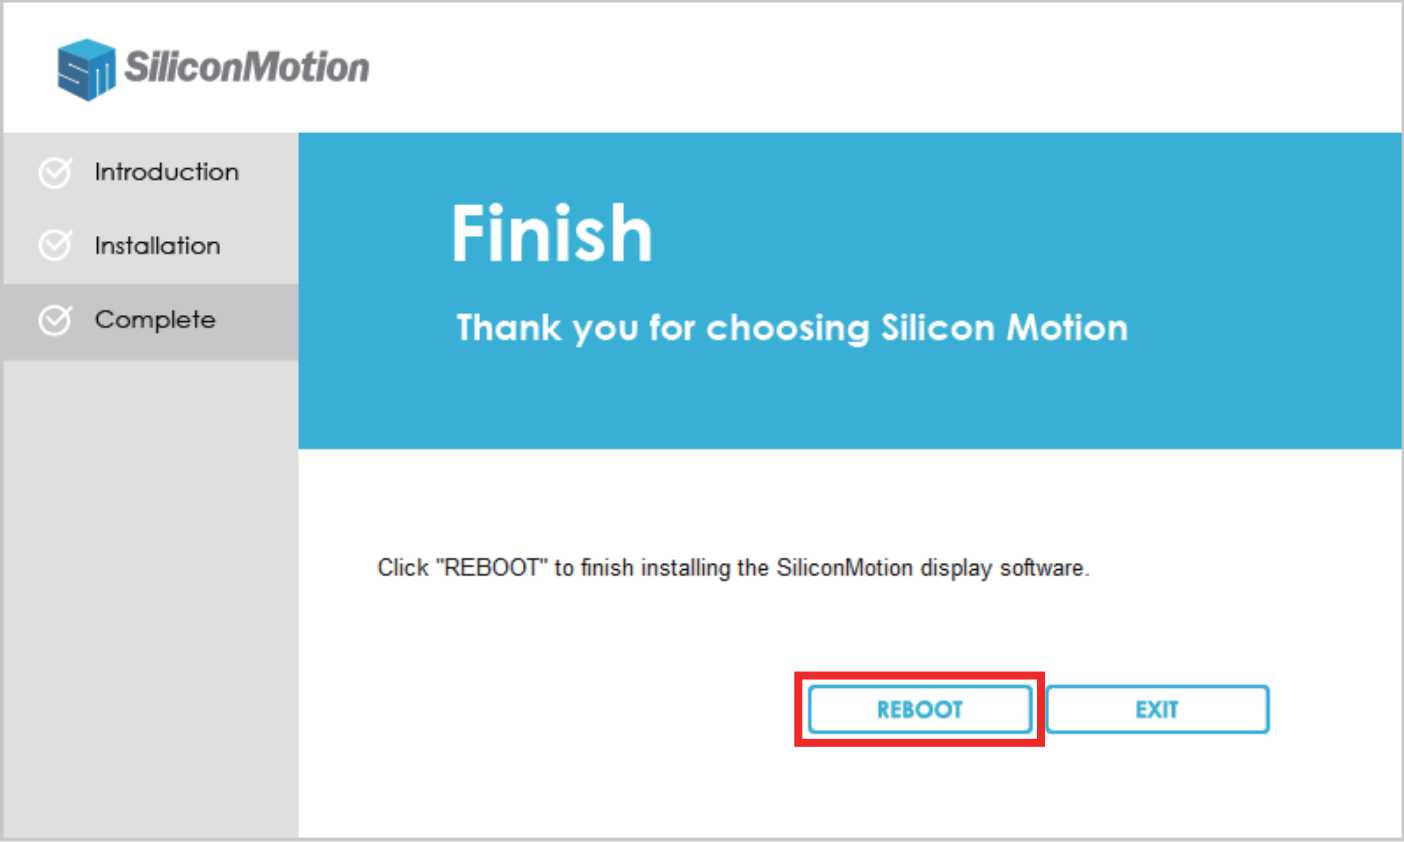 SiliconMotion
Introduction
Installation
Complete
Finish
Thank you for choosing Silicon Motion
Click "REBOOT" to finish installing the SiliconMotion display software.
REBOOT
EXIT